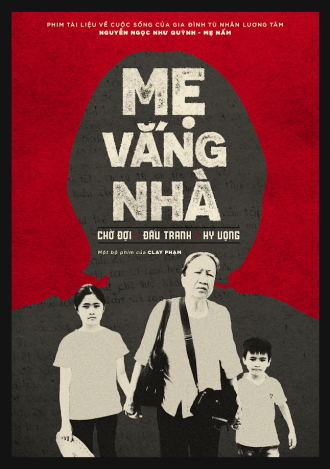 PHIM TÀI LIỆU VỀ CUỘC SỐNG CỦA GIA ĐÌNH TÙ NHÂN LƯƠNG TÂM
NGUYỄN NGỌC NHƯ QUỲNH - MẸ NẤM
MẸ
VẮNG
NHÀ
CHỜ ĐỢI ĐẤU TRANH HY VỌNG
Một bộ phim của CLAY PHẠM